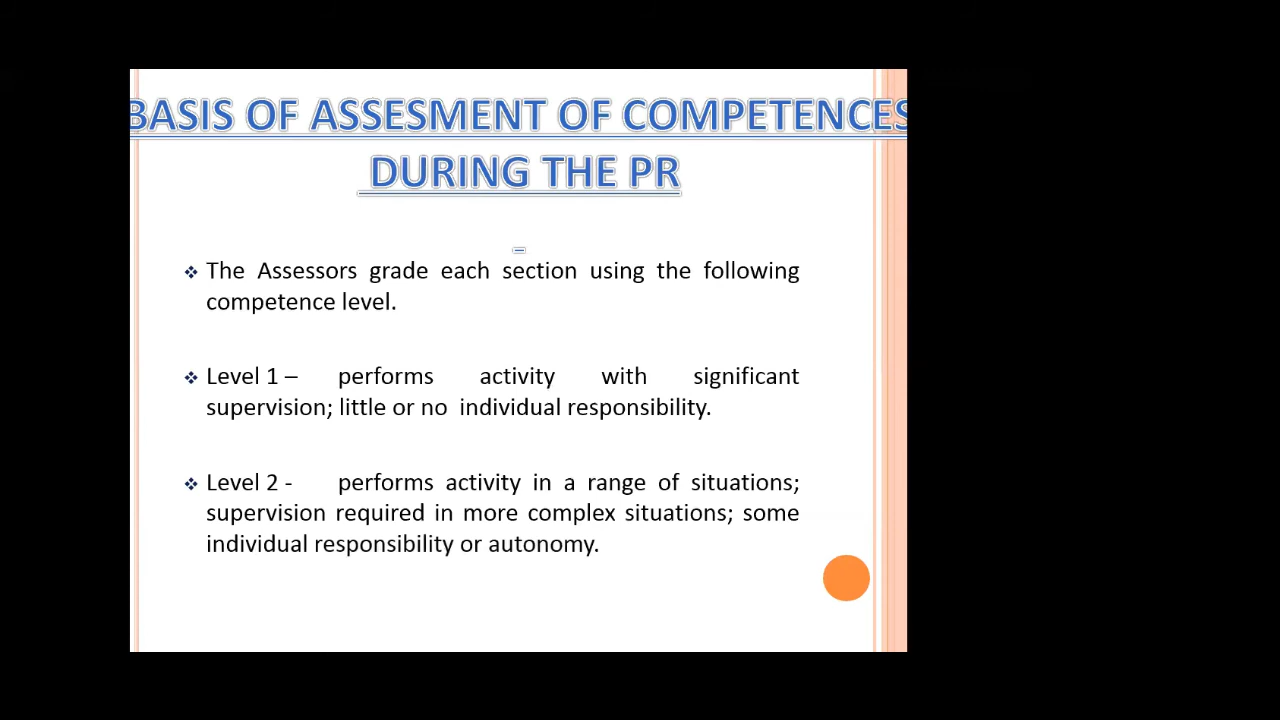 BASIS OF ASSESMENT OF COMPETENCES
DURING THE PR
❖ The Assessors grade each section using the following
competence level.
❖ Level 1 – performs activity with significant
supervision; little or no individual responsibility.
❖ Level 2 - performs activity in a range of situations;
supervision required in more complex situations; some
individual responsibility or autonomy.